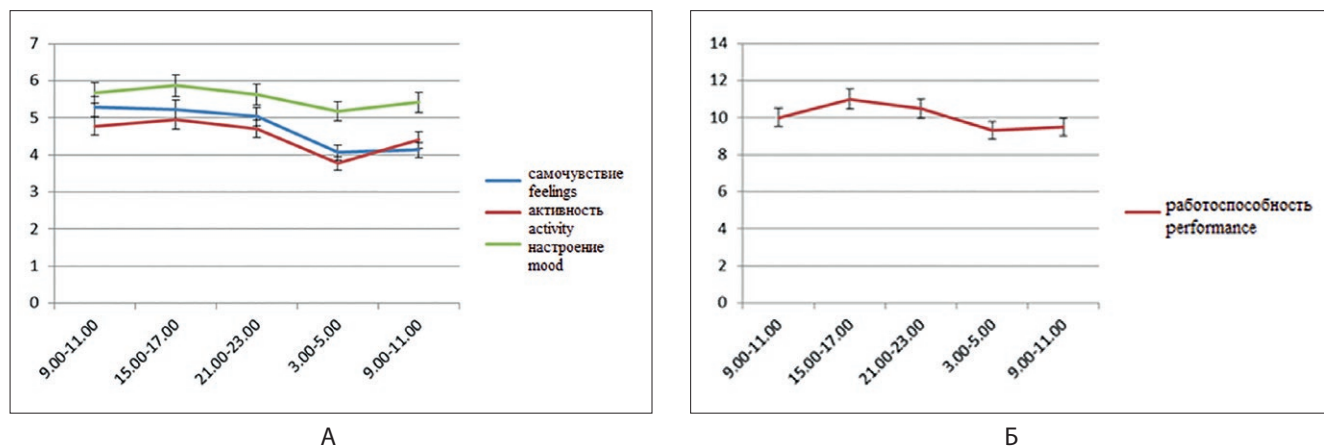 7
6
5
4
3
2
1
0
9.00-11.00
15.00-17.00
21.00-23.00
3.00-5.00
9.00-11.00
самочувствие
feelings
активность
activity
настроение
mood
А
14
12
10
8
6
4
2
0
9.00-11.00
15.00-17.00
21.00-23.00
3.00-5.00
9.00-11.00
работоспособность
performance
Б